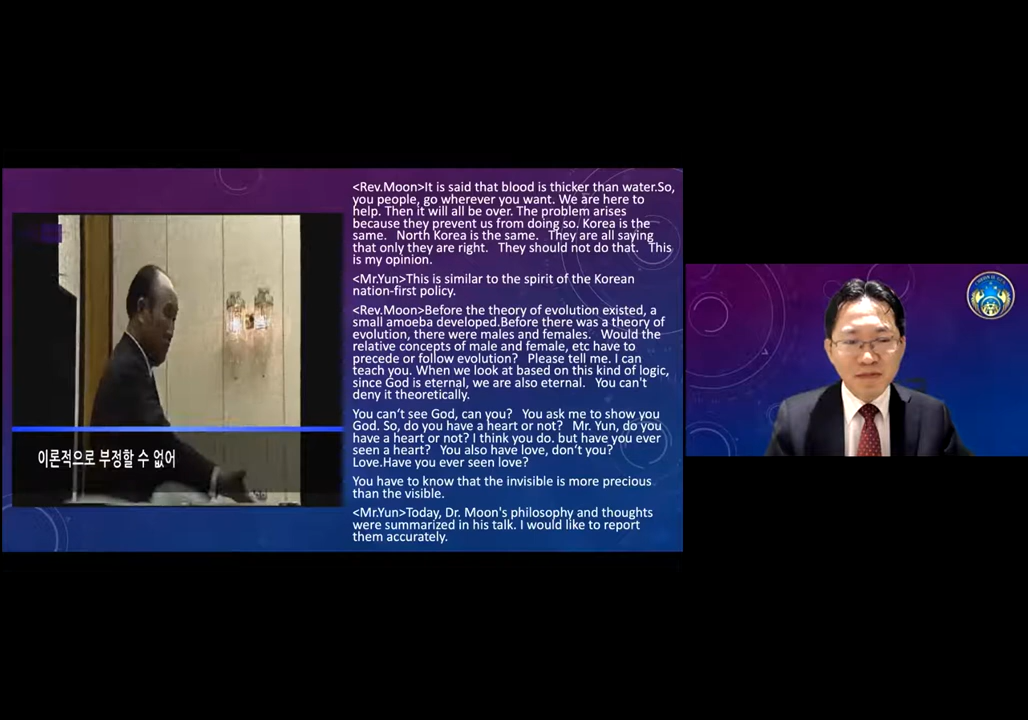 <Rev.Moon>It is said that blood is thicker than water.So,
you people, go wherever you want. We are here to
help. Then it will all be over. The problem arises
because they prevent us from doing so. Korea is the
same. North Korea is the same. They are all saying
that only they are right. They should not do that. This
is my opinion.
<Mr.Yun>This is similar to the spirit of the Korean
nation-first policy.
<Rev.Moon>Before the theory of evolution existed, a
small amoeba developed.Before there was a theory of
evolution, there were males and females. Would the
relative concepts of male and female, etc have to
precede or follow evolution? Please tell me. I can
teach you. When we look at based on this kind of logic,
since God is eternal, we are also eternal. You can't
deny it theoretically.
You can't see God, can you? You ask me to show you
God. So, do you have a heart or not? Mr. Yun, do you
have a heart or not? I think you do. but have you ever
seen a heart? You also have love, don't you?
Love.Have you ever seen love?
You have to know that the invisible is more precious
than the visible.
<Mr.Yun>Today, Dr. Moon's philosophy and thoughts
were summarized in his talk. I would like to report
them accurately.
이론적으로 부정할 수 없어